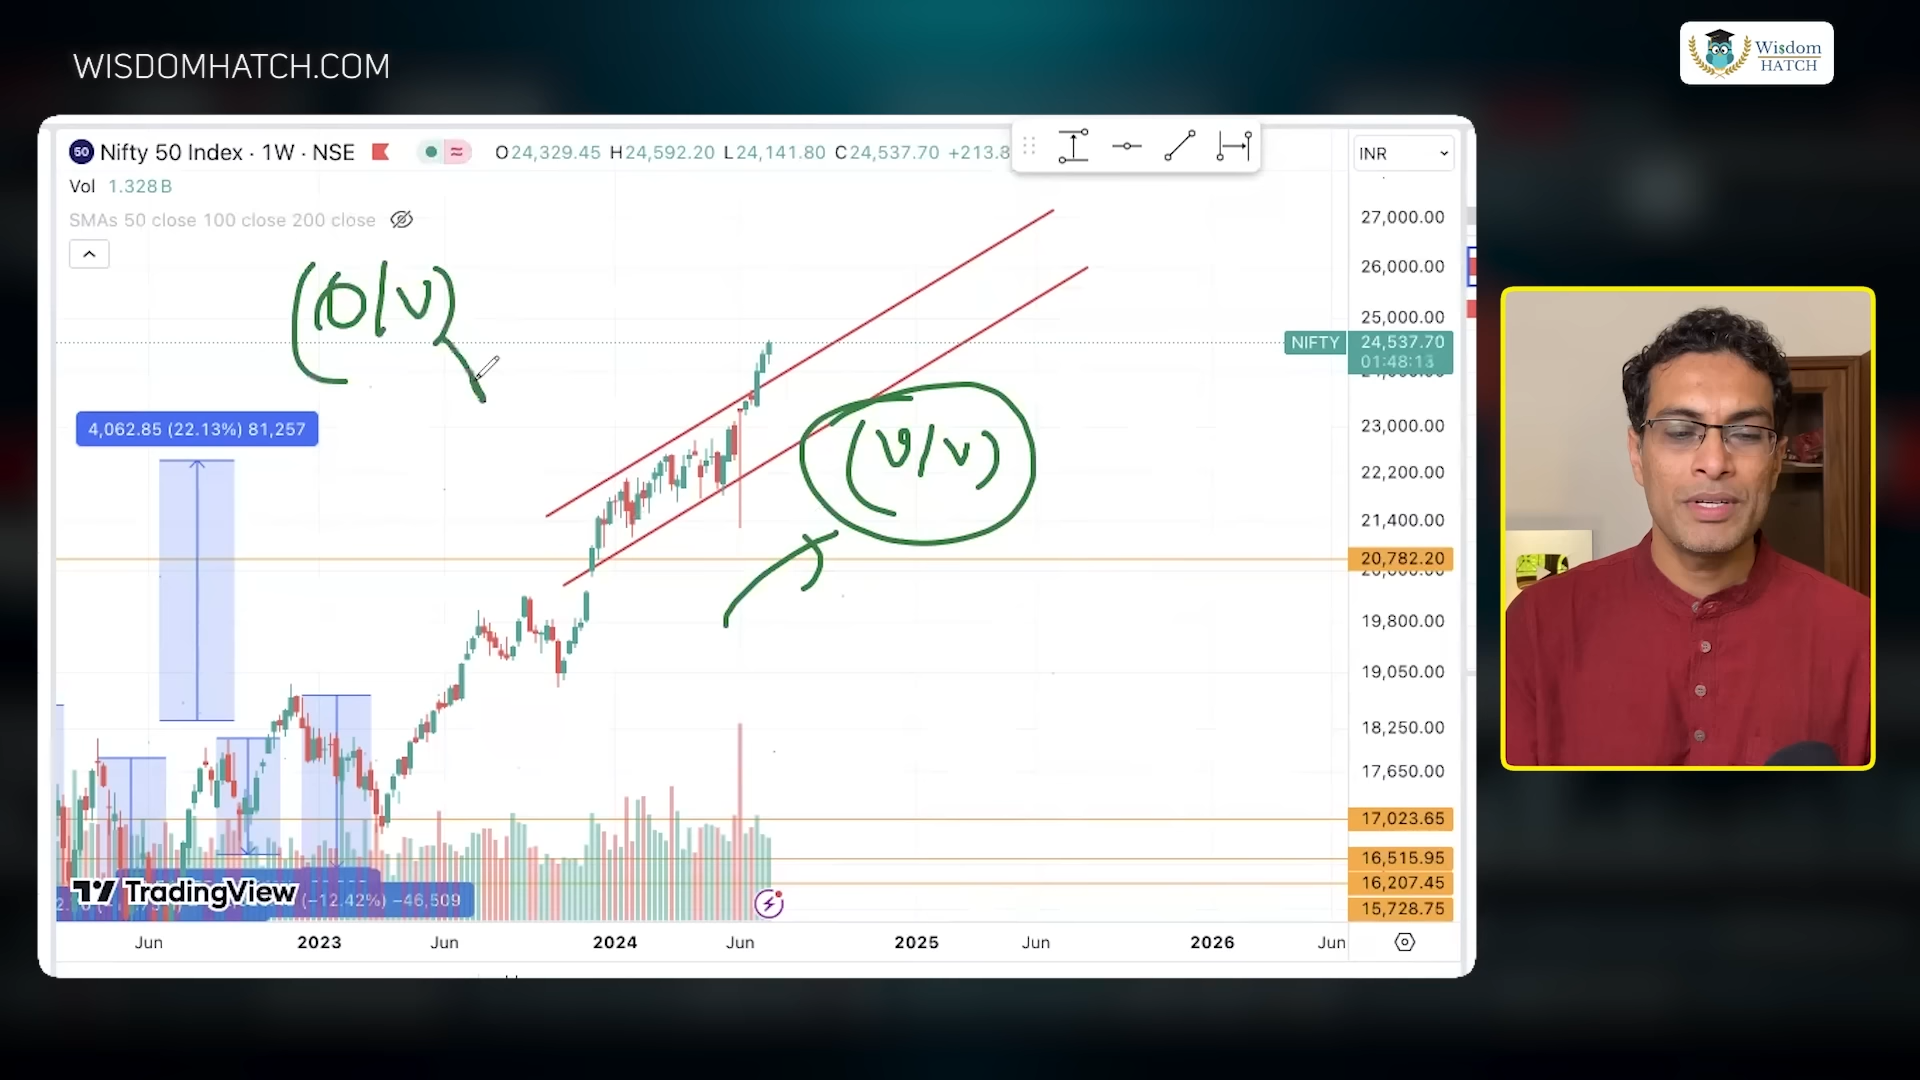 WISDOMHATCH.COM
Wisdom
HATCH
50 Nifty 50 Index · 1W · NSE O24,329.45 H24,592.20 L24,141.80 C24,537.70 +213.8
INR
Vol 1.328B
SMAs 50 close 100 close 200 close
27,000.00
26,000.00
(O/V)
25,000.00
NIFTY 24,537.70
01:48:13
4,062.85 (22.13%) 81,257
23,000.00
(U/V)
22,200.00
21,400.00
20,782.20
19,800.00
19,050.00
18,250.00
17,650.00
17,023.65
16,515.95
16,207.45
15,728.75
TradingView
(−12.42%) −46,509
Jun 2023 Jun 2024 Jun 2025 Jun 2026 Jun